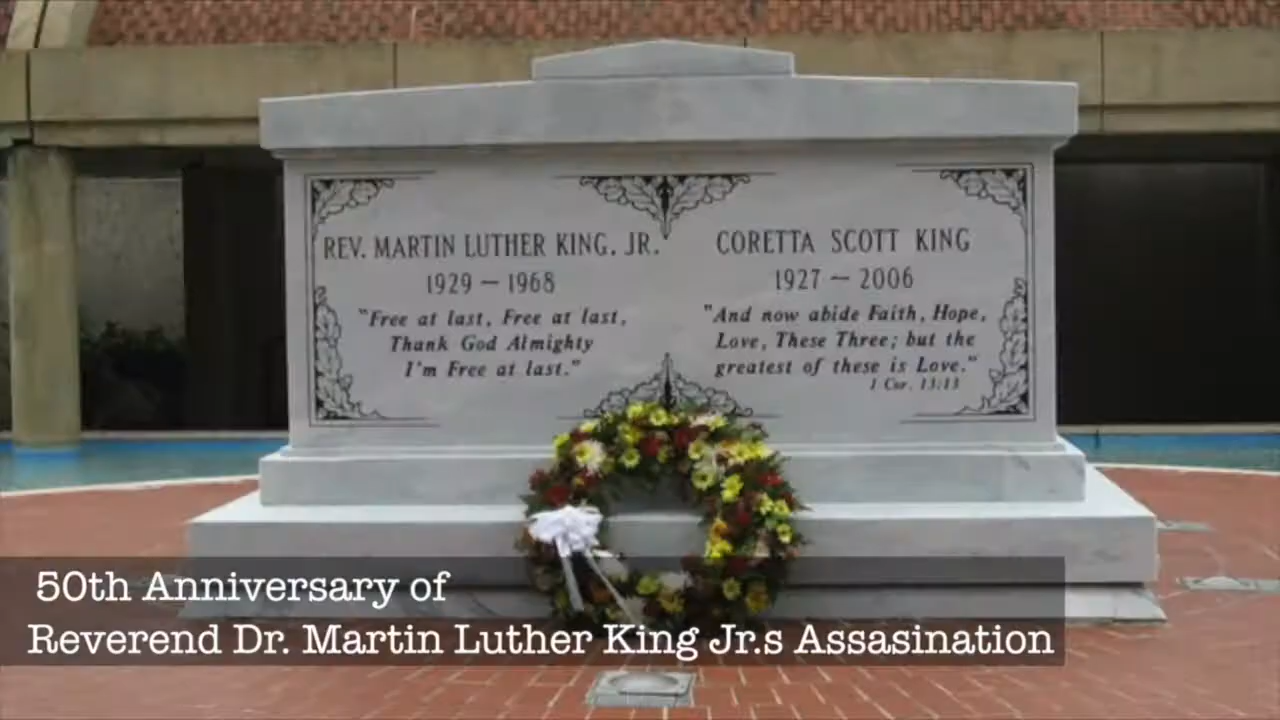 REV. MARTIN LUTHER KING, JR.
1929 — 1968
"Free at last, Free at last,
Thank God Almighty
I'm Free at last."
CORETTA SCOTT KING
1927 — 2006
"And now abide Faith, Hope,
Love, These Three; but the
greatest of these is Love."
1 Cor. 13:13
50th Anniversary of
Reverend Dr. Martin Luther King Jr.s Assasination